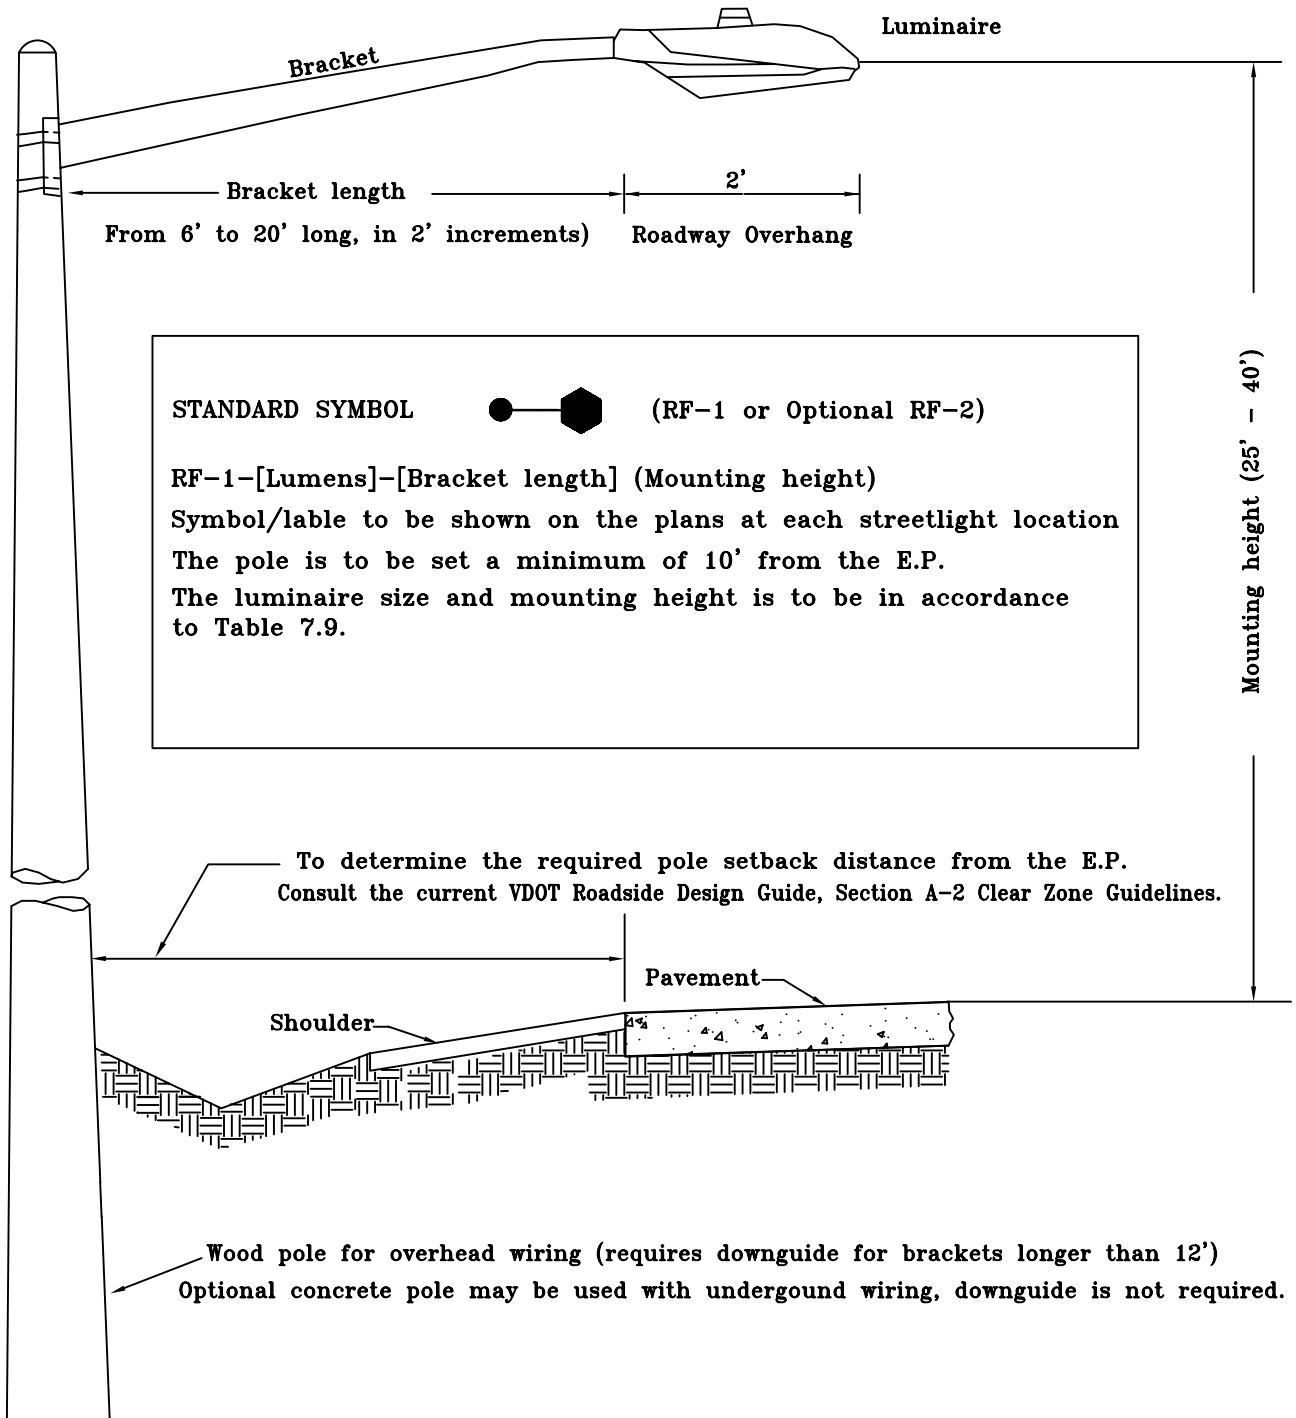 Luminaire
Bracket
2'
Bracket length
From 6' to 20' long, in 2' increments)
Roadway Overhang
Mounting height (25' - 40')
STANDARD SYMBOL
(RF-1 or Optional RF-2)
RF-1-[Lumens]-[Bracket length] (Mounting height)
Symbol/lable to be shown on the plans at each streetlight location
The pole is to be set a minimum of 10' from the E.P.
The luminaire size and mounting height is to be in accordance
to Table 7.9.
To determine the required pole setback distance from the E.P.
Consult the current VDOT Roadside Design Guide, Section A-2 Clear Zone Guidelines.
Pavement
Shoulder
Wood pole for overhead wiring (requires downguide for brackets longer than 12')
Optional concrete pole may be used with undergound wiring, downguide is not required.